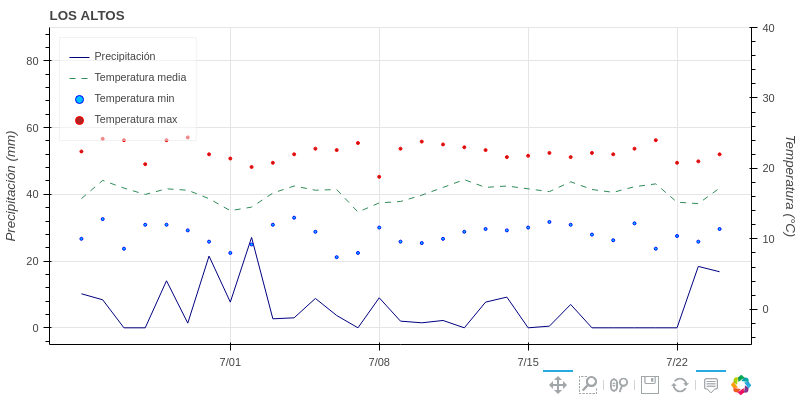 LOS ALTOS
Precipitación
Temperatura media
Temperatura min
Temperatura max
Precipitación (mm)
80
60
40
20
0
Temperatura (°C)
40
30
20
10
0
7/01
7/08
7/15
7/22